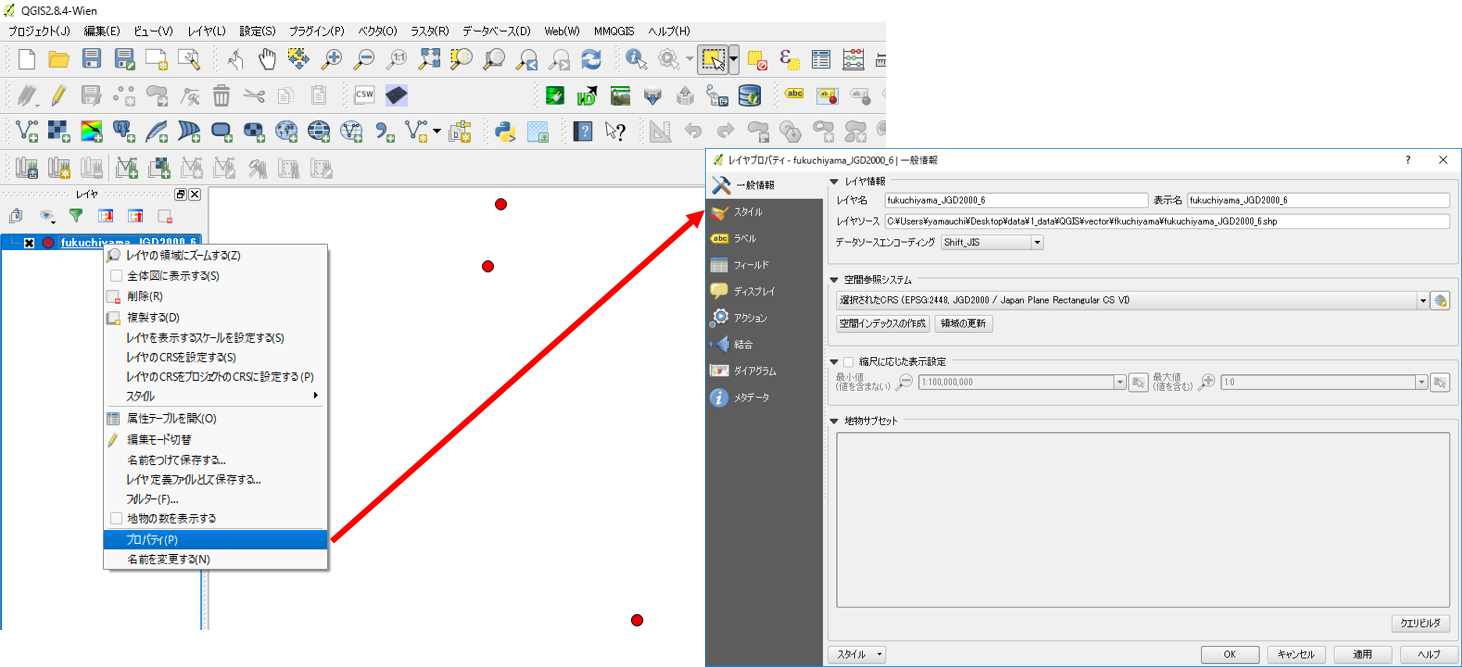 QGIS2.8.4-Wien
プロジェクト(J) 編集(E) ビュー(V) レイヤ(L) 設定(S) プラグイン(P) ベクタ(O) ラスタ(R) データベース(D) Web(W) MMQGIS ヘルプ(H)
CSW
abc
レイヤ
fukuchiyama_JGD2000_6
レイヤの領域にズームする(Z)
全体図に表示する(S)
削除(R)
複製する(D)
レイヤを表示するスケールを設定する(S)
レイヤのCRSを設定する(S)
レイヤのCRSをプロジェクトのCRSに設定する(P)
スタイル
属性テーブルを開く(O)
編集モード切替
名前をつけて保存する...
レイヤ定義ファイルとして保存する...
フィルター(F)...
地物の数を表示する
プロパティ(P)
名前を変更する(N)
レイヤプロパティ - fukuchiyama_JGD2000_6 | 一般情報
一般情報
スタイル
abc ラベル
フィールド
ディスプレイ
アクション
結合
ダイアグラム
メタデータ
レイヤ情報
レイヤ名 fukuchiyama_JGD2000_6 表示名 fukuchiyama_JGD2000_6
レイヤソース C:¥Users¥yamauchi¥Desktop¥data¥1_data¥QGIS¥vector¥fkuchiyama¥fukuchiyama_JGD2000_6.shp
データソースエンコーディング Shift_JIS
空間参照システム
選択されたCRS (EPSG:2448, JGD2000 / Japan Plane Rectangular CS VI)
空間インデックスの作成 領域の更新
縮尺に応じた表示設定
最小値 (値を含まない) 1:100,000,000 最大値 (値を含む) 1:0
地物サブセット
クエリビルダ
スタイル OK キャンセル 適用 ヘルプ